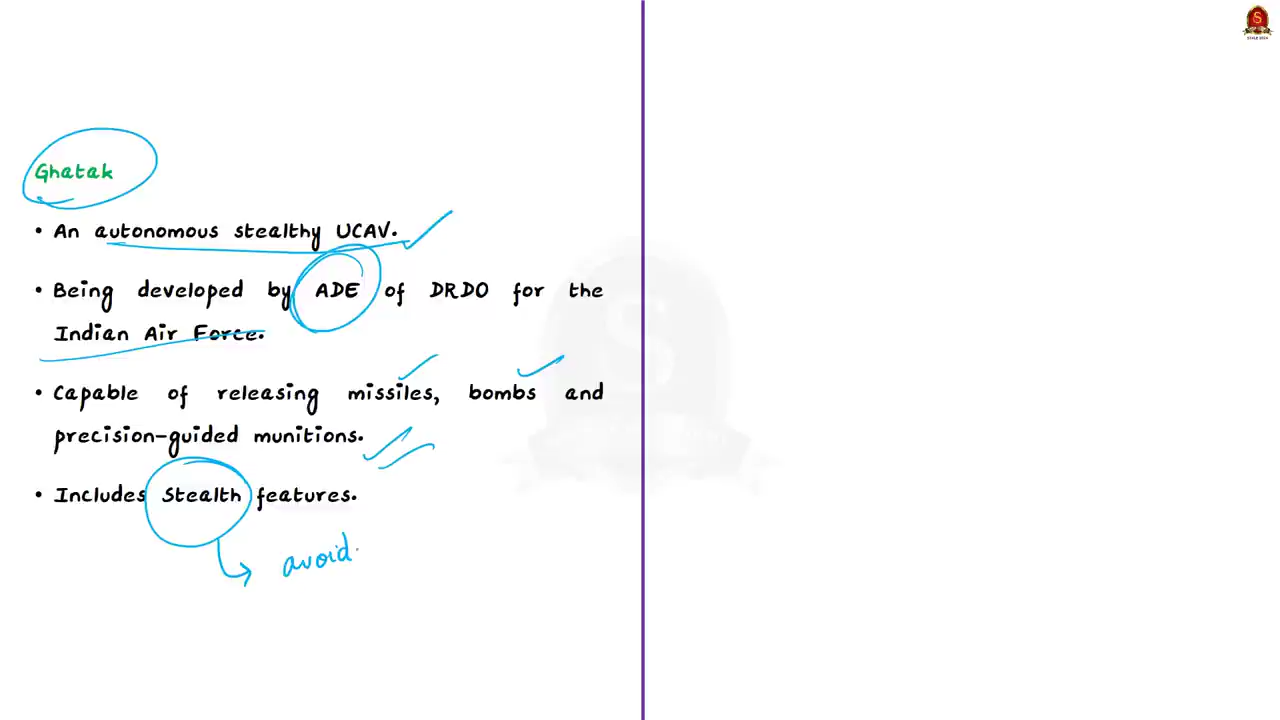 Ghatak
• An autonomous stealthy UCAV.
• Being developed by ADE of DRDO for the
Indian Air Force.
• Capable of releasing missiles, bombs and
precision-guided munitions.
• Includes Stealth features.
avoid